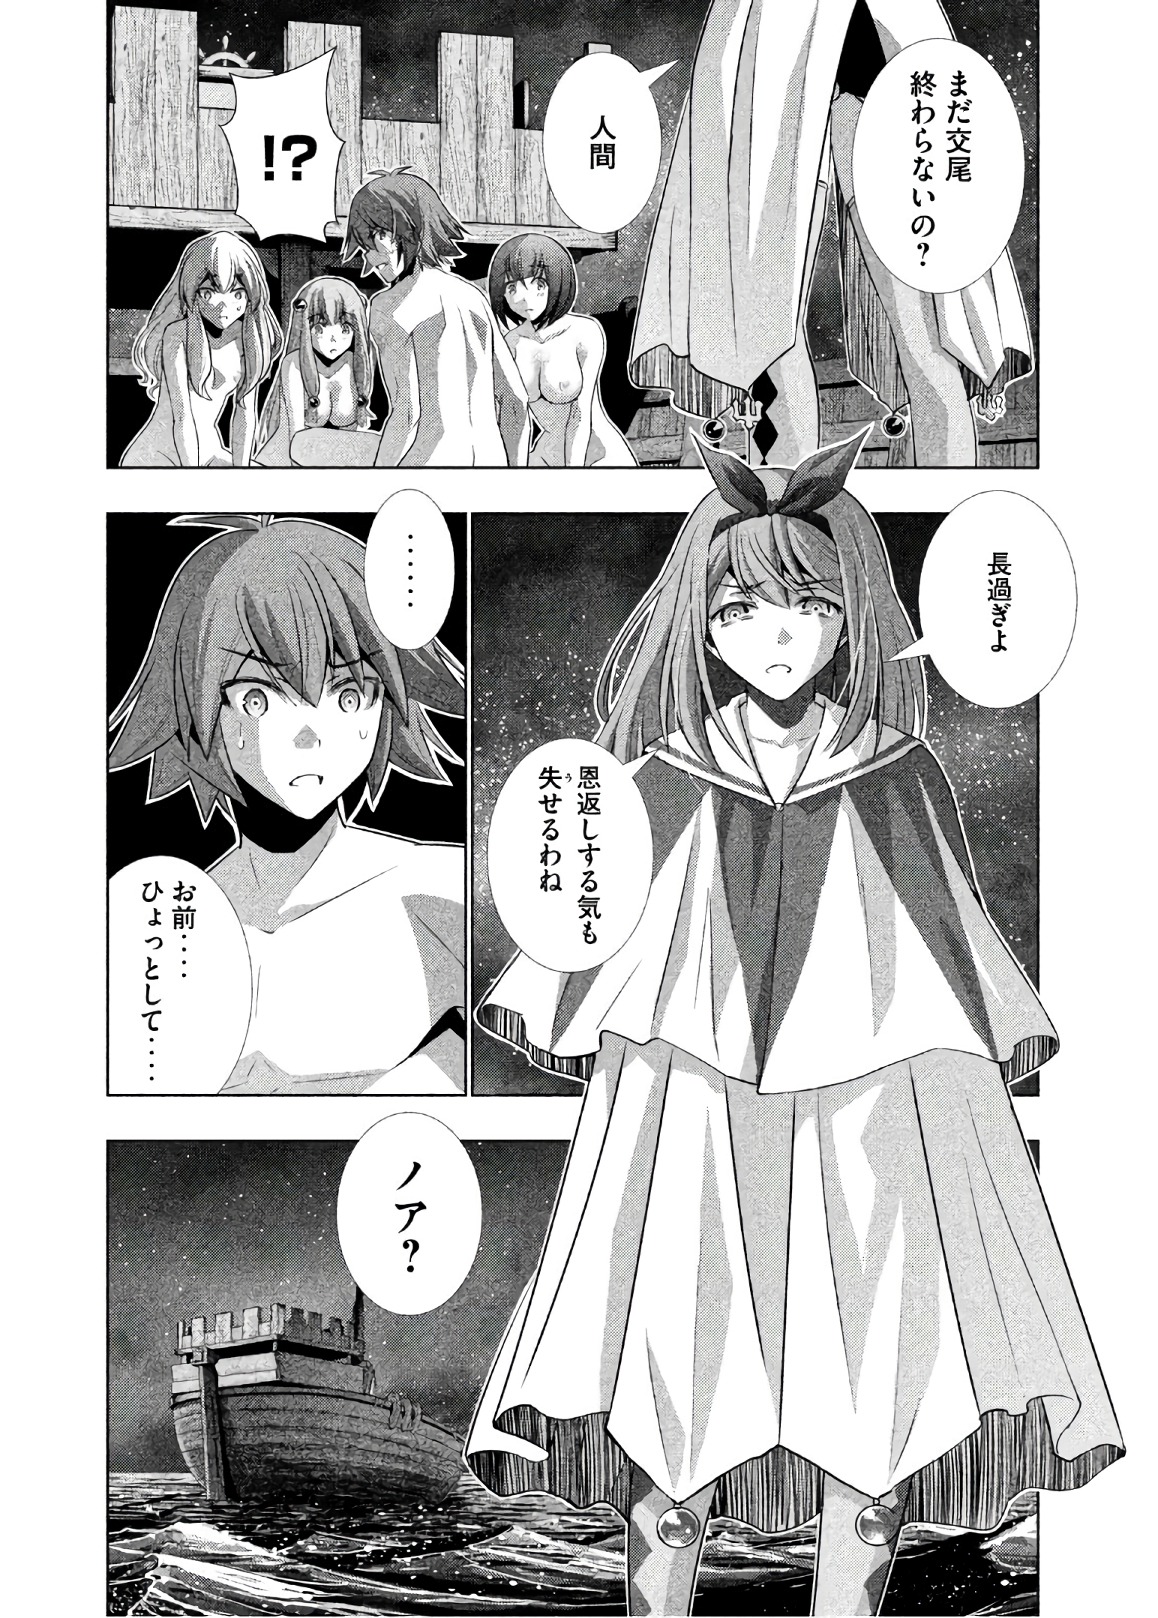 まだ交尾
終わらないの？
人間
!?
長過ぎよ
恩返しする気も
失せるわね
う
……
お前‥‥
ひょっとして‥‥
ノア？